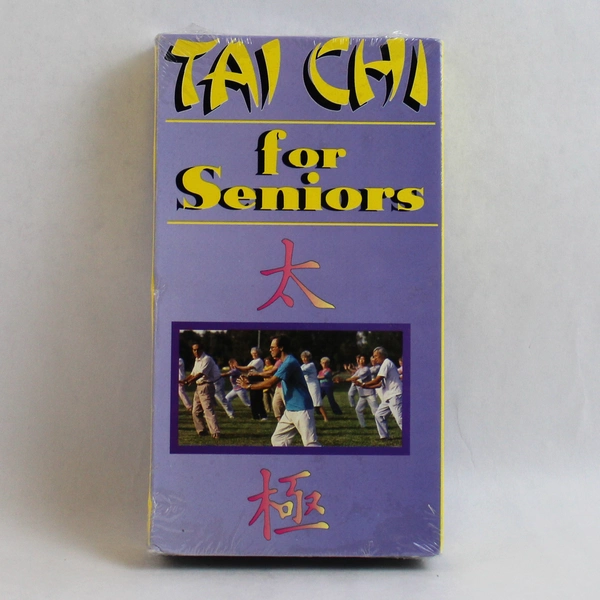 TAI CHI
for
Seniors
太
極